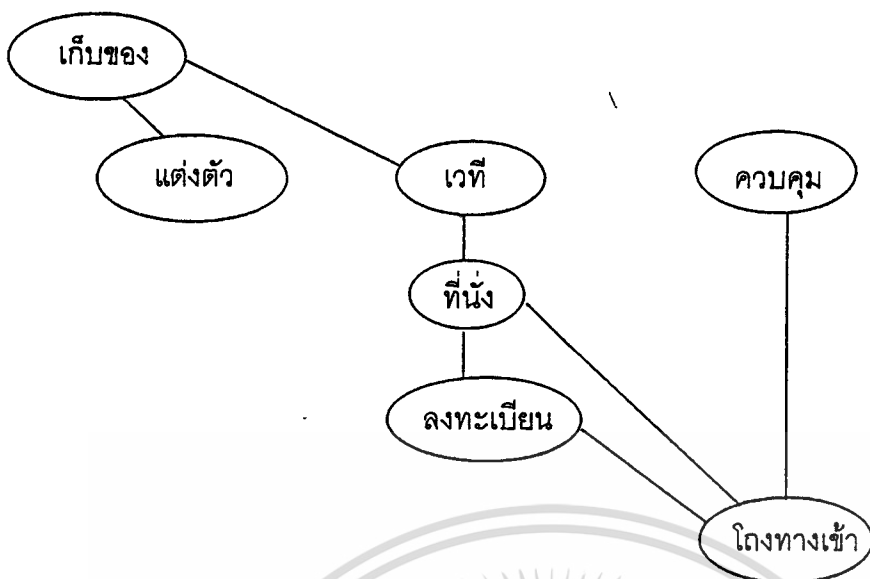 เก็บของ
แต่งตัว
เวที
ควบคุม
ที่นั่ง
ลงทะเบียน
โถงทางเข้า